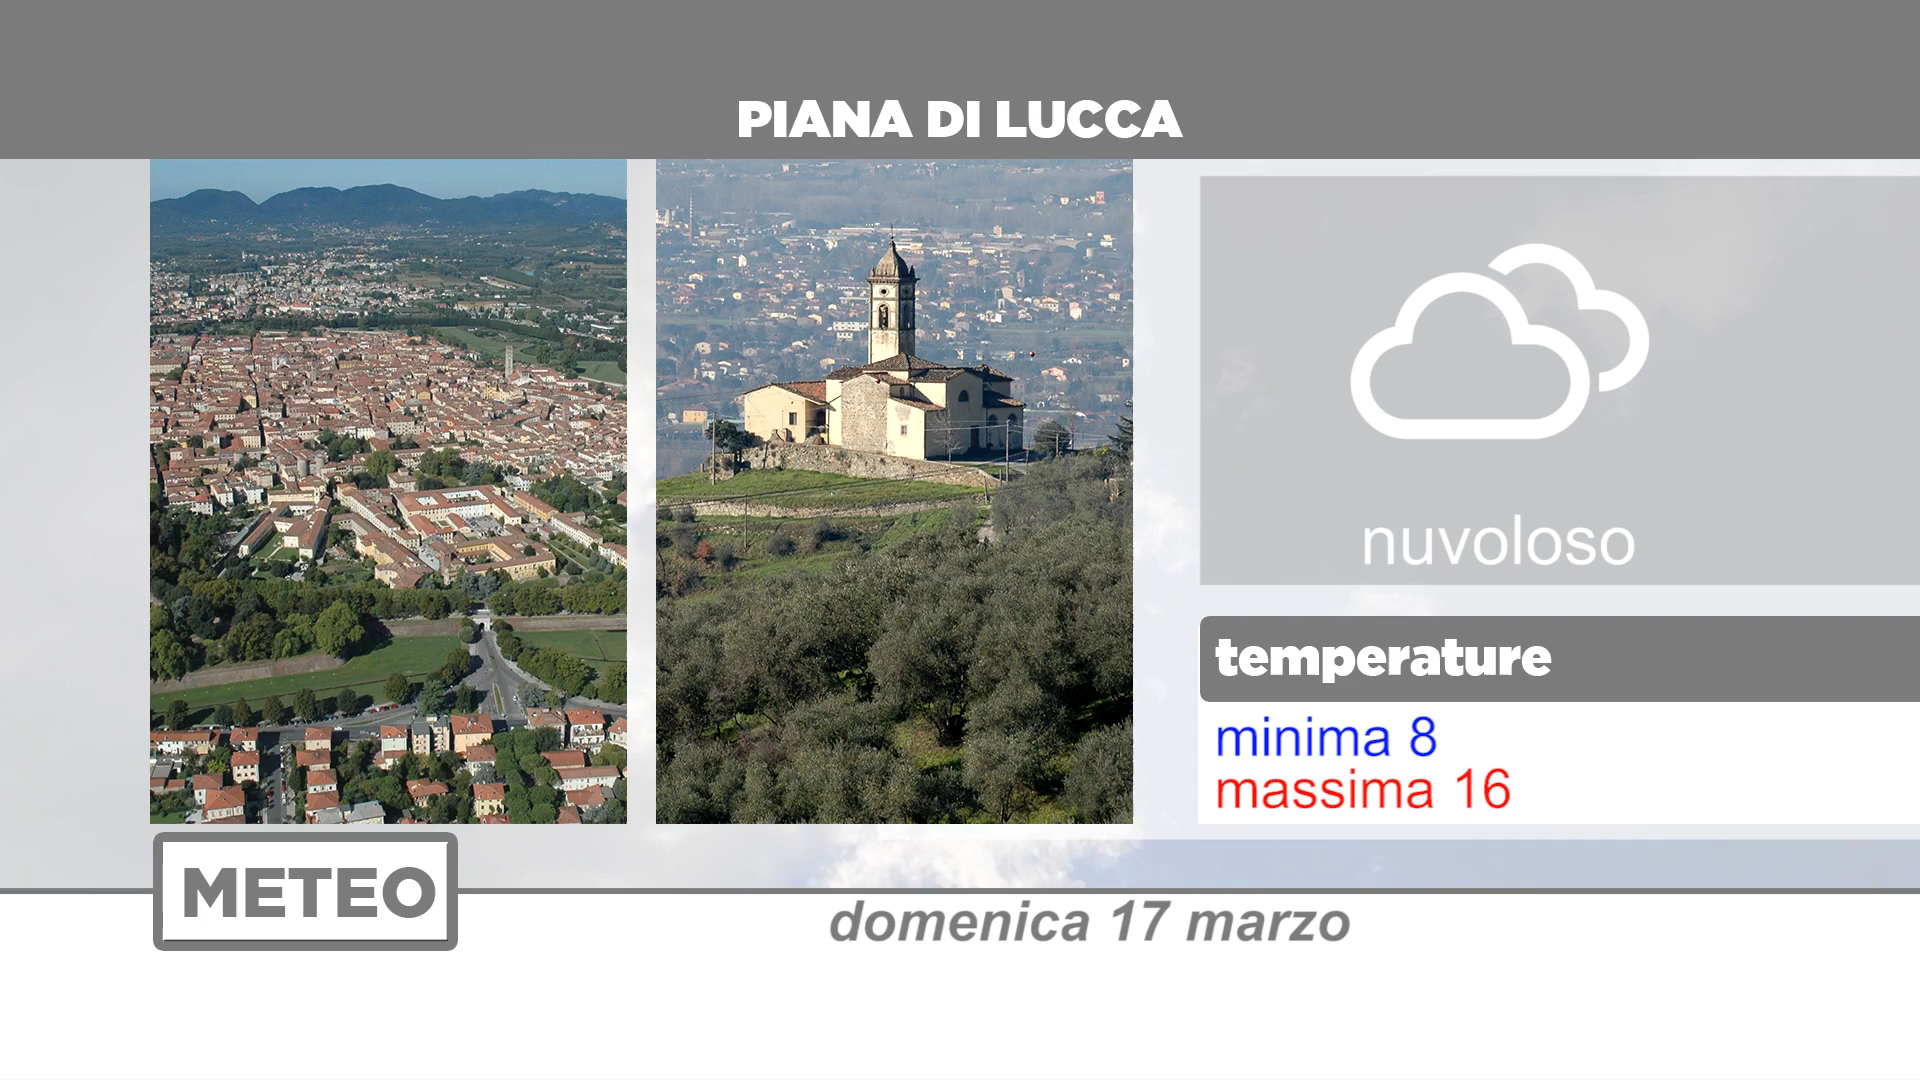 PIANA DI LUCCA
nuvoloso
temperature
minima 8
massima 16
METEO
domenica 17 marzo